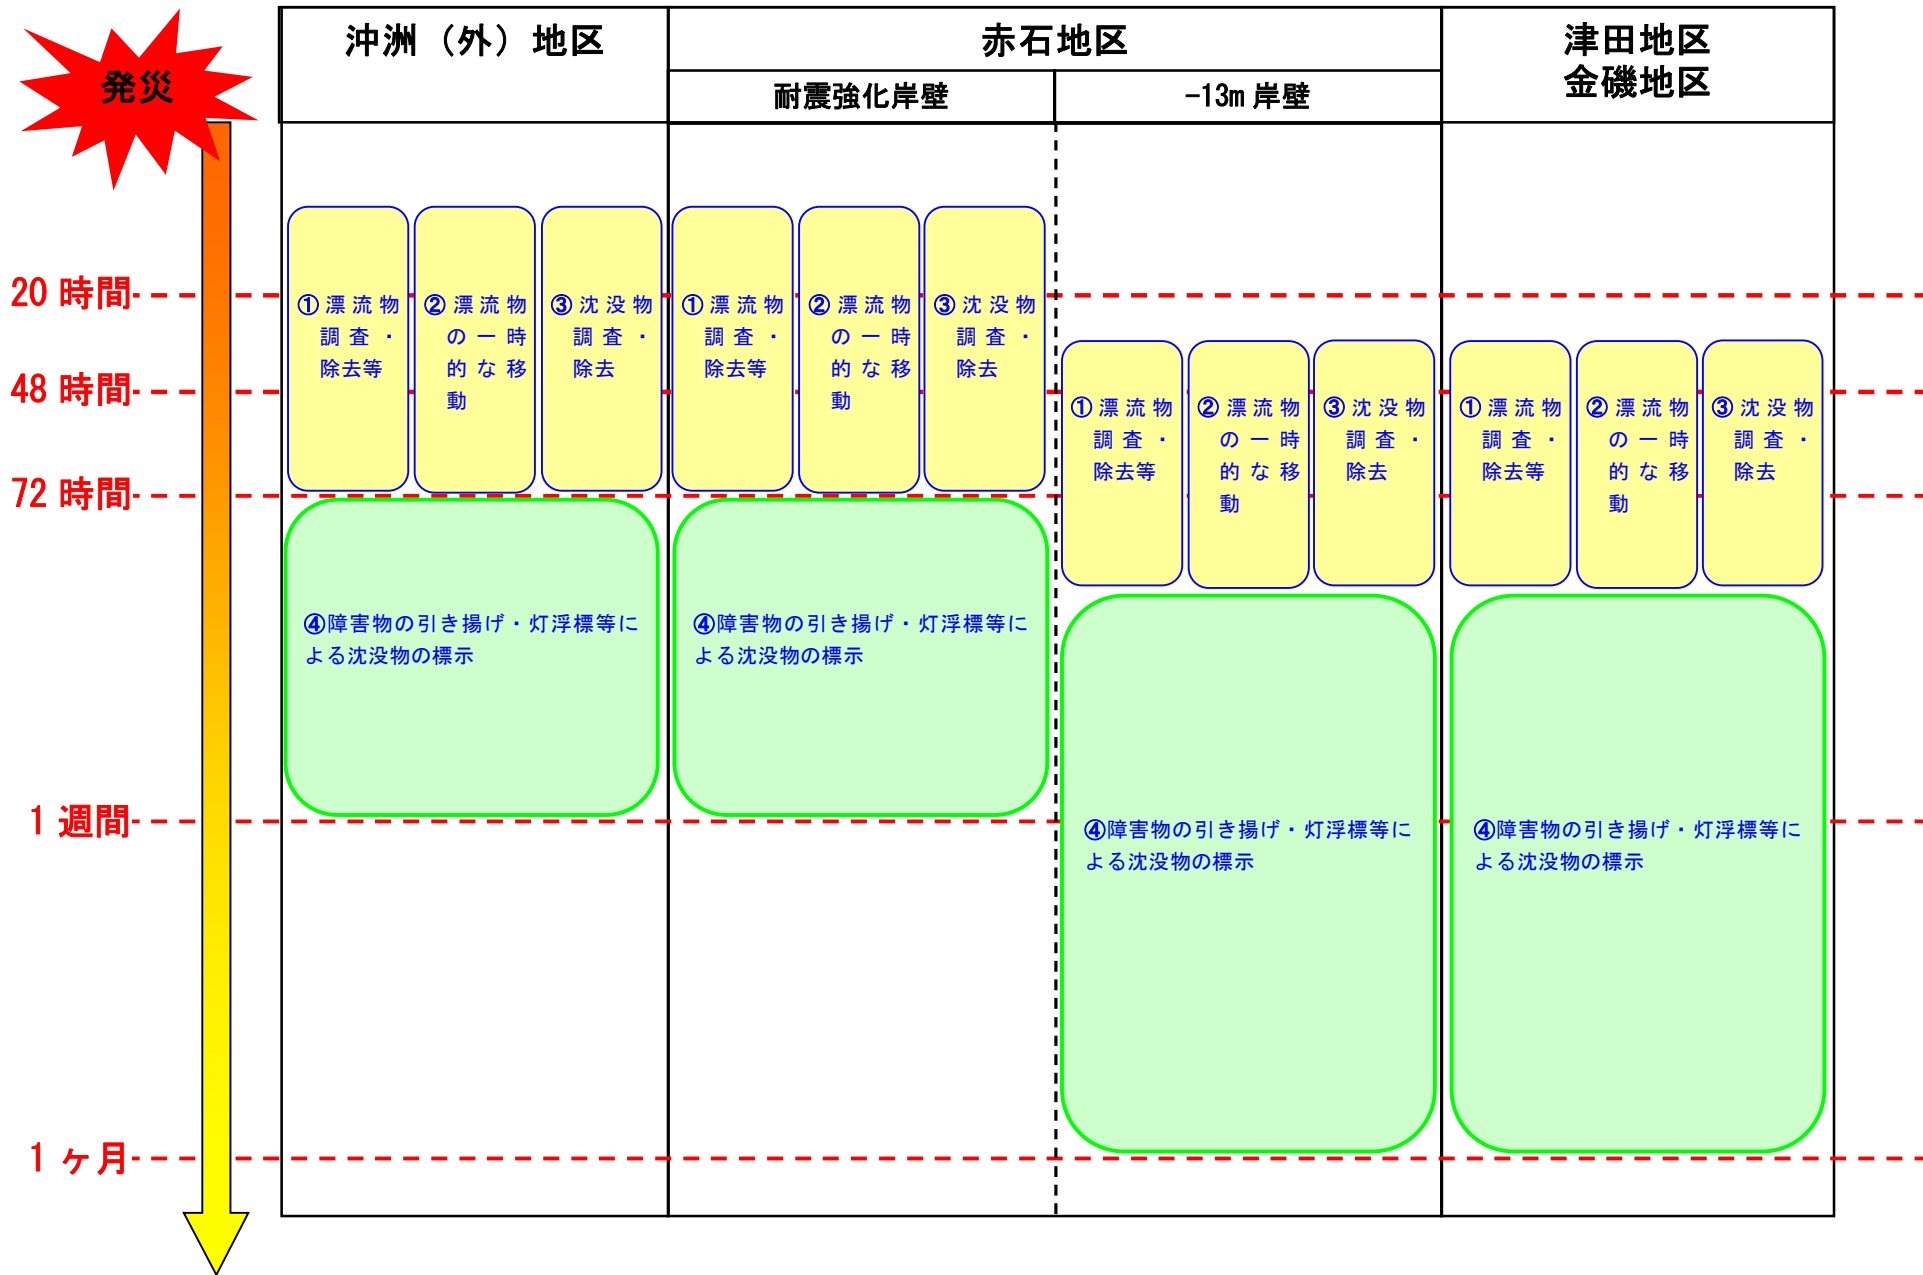 発災
沖洲（外）地区
赤石地区
津田地区
金磯地区
耐震強化岸壁
-13m 岸壁
20 時間
48 時間
72 時間
1 週間
1 ヶ月
①漂流物
調査・
除去等
②漂流物
の一時
的な移
動
③沈没物
調査・
除去
①漂流物
調査・
除去等
②漂流物
の一時
的な移
動
③沈没物
調査・
除去
①漂流物
調査・
除去等
②漂流物
の一時
的な移
動
③沈没物
調査・
除去
①漂流物
調査・
除去等
②漂流物
の一時
的な移
動
③沈没物
調査・
除去
④障害物の引き揚げ・灯浮標等に
よる沈没物の標示
④障害物の引き揚げ・灯浮標等に
よる沈没物の標示
④障害物の引き揚げ・灯浮標等に
よる沈没物の標示
④障害物の引き揚げ・灯浮標等に
よる沈没物の標示